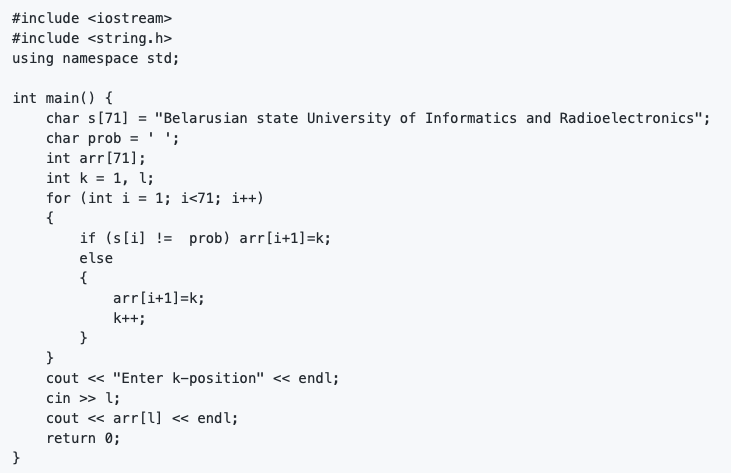 #include <iostream>
#include <string.h>
using namespace std;

int main() {
    char s[71] = "Belarusian state University of Informatics and Radioelectronics";
    char prob = ' ';
    int arr[71];
    int k = 1, l;
    for (int i = 1; i<71; i++)
    {
        if (s[i] !=  prob) arr[i+1]=k;
        else
        {
            arr[i+1]=k;
            k++;
        }
    }
    cout << "Enter k-position" << endl;
    cin >> l;
    cout << arr[l] << endl;
    return 0;
}